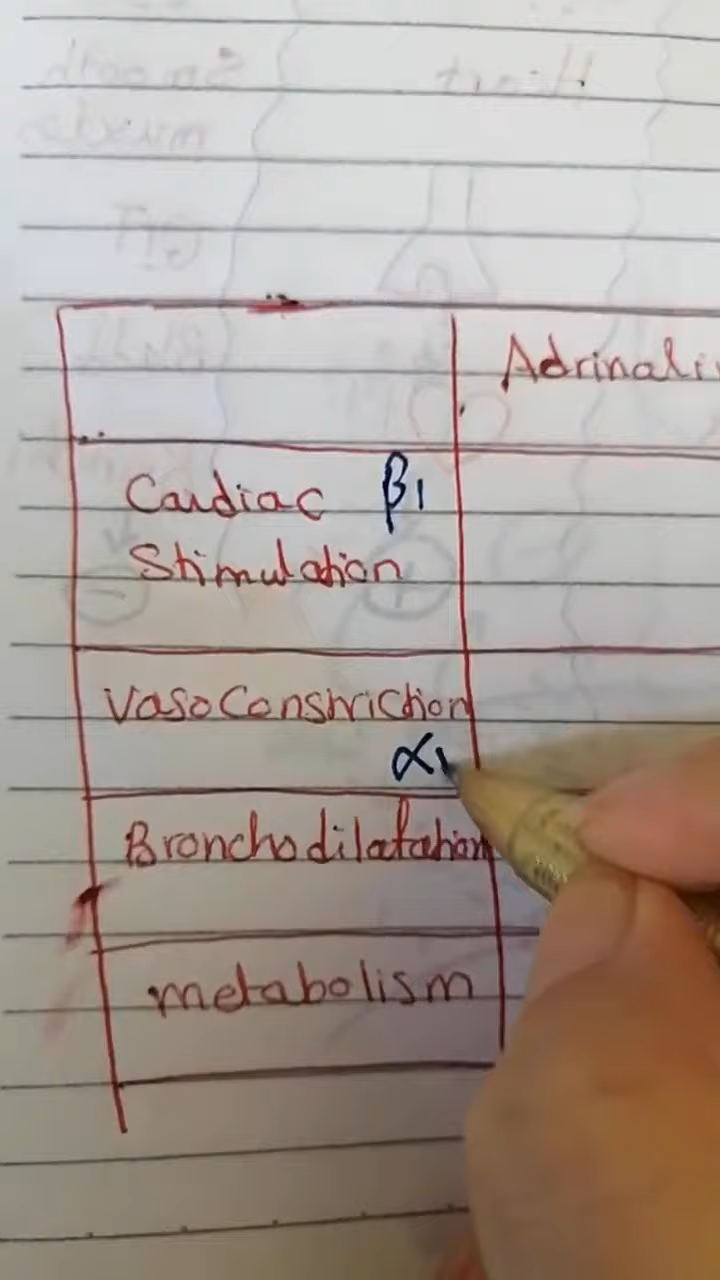 Adrinali
Cardiac β1
Stimulation
Vasoconstriction
α1
Bronchodilatation
metabolism